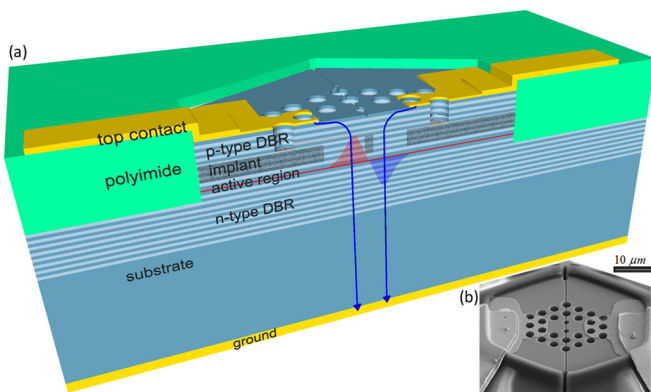 (a)
top contact
p-type DBR
implant
polyimide
active region
n-type DBR
substrate
10 μm
(b)
ground